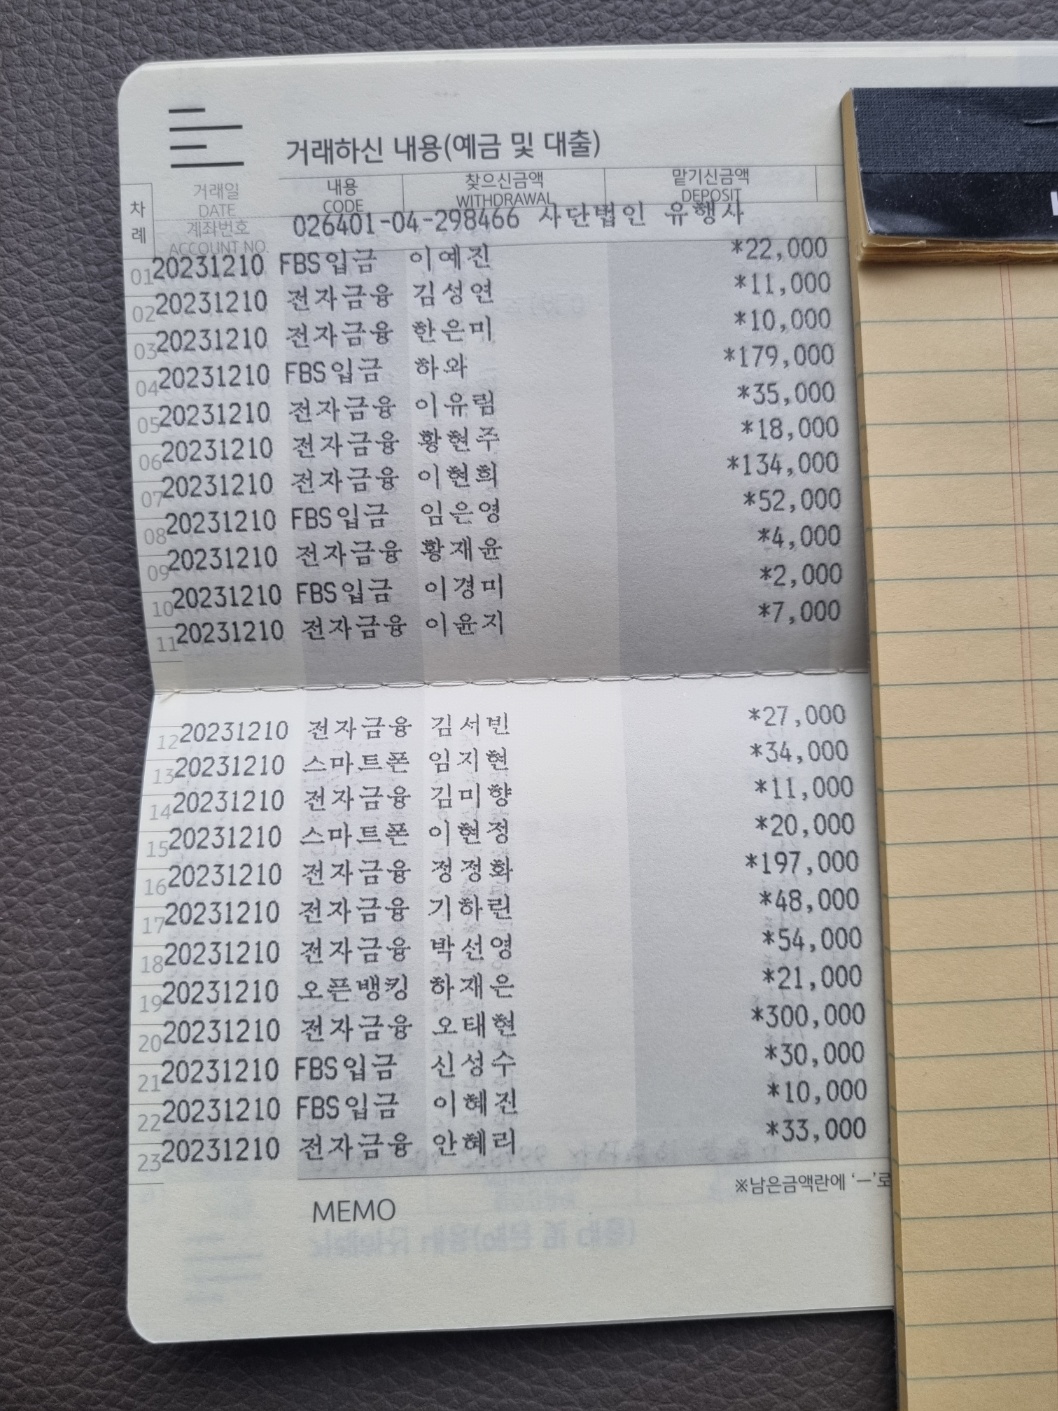 거래하신 내용(예금 및 대출)
차례 거래일 DATE 내용 CODE 찾으신금액 WITHDRAWAL 맡기신금액 DEPOSIT
계좌번호 ACCOUNT NO. 026401-04-298466 사단법인 유행사
01 20231210 FBS입금 이예진 *22,000
02 20231210 전자금융 김성연 *11,000
03 20231210 전자금융 한은미 *10,000
04 20231210 FBS입금 하와 *179,000
05 20231210 전자금융 이유림 *35,000
06 20231210 전자금융 황현주 *18,000
07 20231210 전자금융 이현희 *134,000
08 20231210 FBS입금 임은영 *52,000
09 20231210 전자금융 황재윤 *4,000
10 20231210 FBS입금 이경미 *2,000
11 20231210 전자금융 이윤지 *7,000
12 20231210 전자금융 김서빈 *27,000
13 20231210 스마트폰 임지현 *34,000
14 20231210 전자금융 김미향 *11,000
15 20231210 스마트폰 이현정 *20,000
16 20231210 전자금융 정정화 *197,000
17 20231210 전자금융 기하린 *48,000
18 20231210 전자금융 박선영 *54,000
19 20231210 오픈뱅킹 하재은 *21,000
20 20231210 전자금융 오태현 *300,000
21 20231210 FBS입금 신성수 *30,000
22 20231210 FBS입금 이혜진 *10,000
23 20231210 전자금융 안혜리 *33,000
※남은금액란에 ‘-’로
MEMO